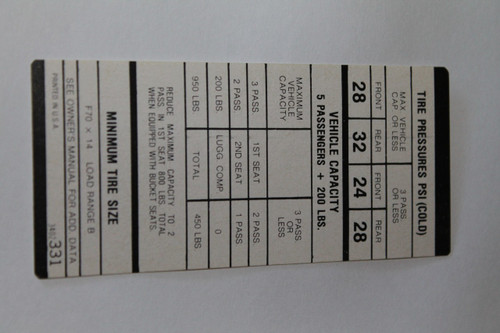 TIRE PRESSURES PSI (COLD)
MAX. VEHICLE CAP. OR LESS 3 PASS. OR LESS
FRONT REAR FRONT REAR
28 32 24 28
VEHICLE CAPACITY
5 PASSENGERS + 200 LBS.
MAXIMUM VEHICLE CAPACITY 3 PASS OR LESS
3 PASS. 1ST SEAT 2 PASS.
2 PASS 2ND SEAT 1 PASS.
200 LBS. LUGG. COMP. 0
950 LBS TOTAL 450 LBS
REDUCE MAXIMUM CAPACITY TO 2
PASS. IN 1ST SEAT 800 LBS. TOTAL
WHEN EQUIPPED WITH BUCKET SEATS.
MINIMUM TIRE SIZE
F70 X 14 LOAD RANGE B
SEE OWNER'S MANUAL FOR ADD. DATA
PRINTED IN U.S.A. 331